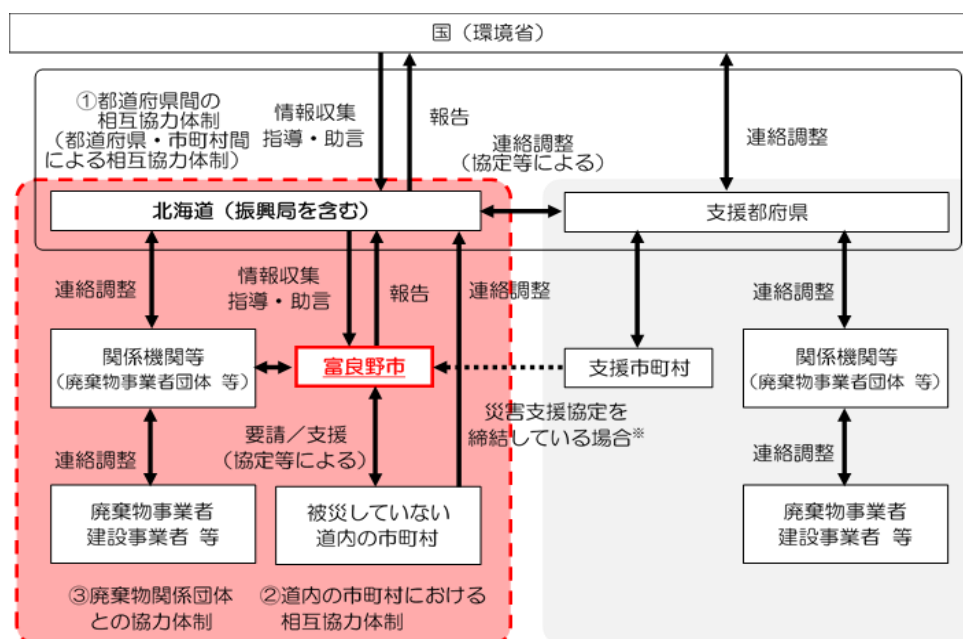 国（環境省）
①都道府県間の
相互協力体制
（都道府県・市町村間
による相互協力体制）
情報収集
指導・助言
報告
連絡調整
（協定等による）
連絡調整
北海道（振興局を含む）
支援都府県
連絡調整
情報収集
指導・助言
報告
連絡調整
連絡調整
関係機関等
（廃棄物事業者団体 等）
富良野市
支援市町村
関係機関等
（廃棄物事業者団体 等）
災害支援協定を
締結している場合※
連絡調整
要請／支援
（協定等による）
連絡調整
廃棄物事業者
建設事業者 等
被災していない
道内の市町村
廃棄物事業者
建設事業者 等
③廃棄物関係団体
との協力体制
②道内の市町村における
相互協力体制